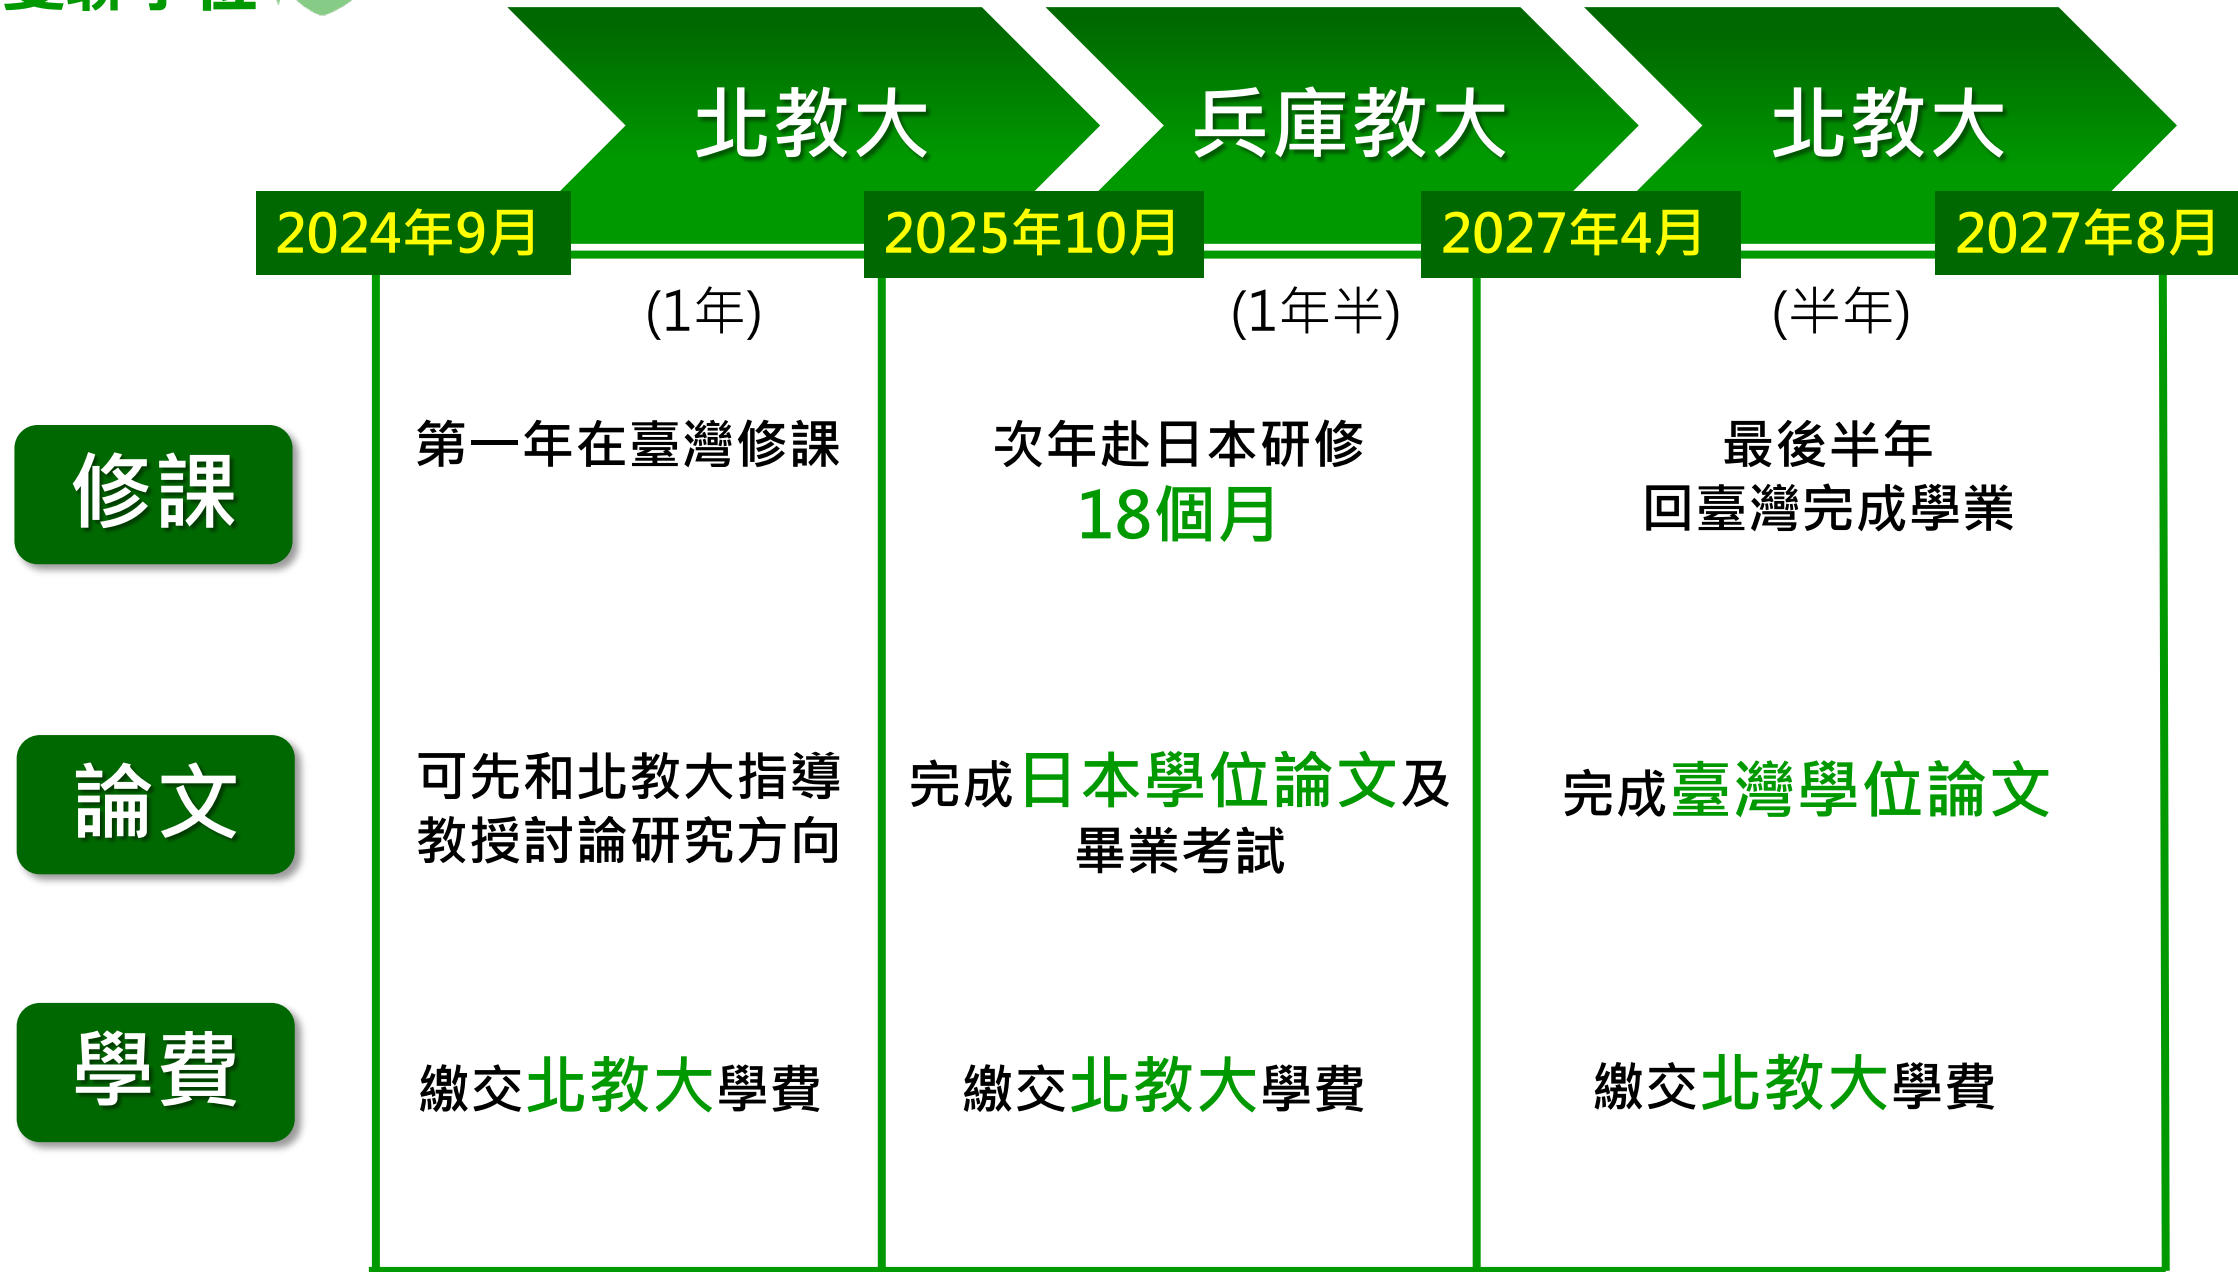 雙聯學位
北教大
兵庫教大
北教大
2024年9月
2025年10月
2027年4月
2027年8月
(1年)
(1年半)
(半年)
修課
第一年在臺灣修課
次年赴日本研修
18個月
最後半年
回臺灣完成學業
論文
可先和北教大指導
教授討論研究方向
完成日本學位論文及
畢業考試
完成臺灣學位論文
學費
繳交北教大學費
繳交北教大學費
繳交北教大學費